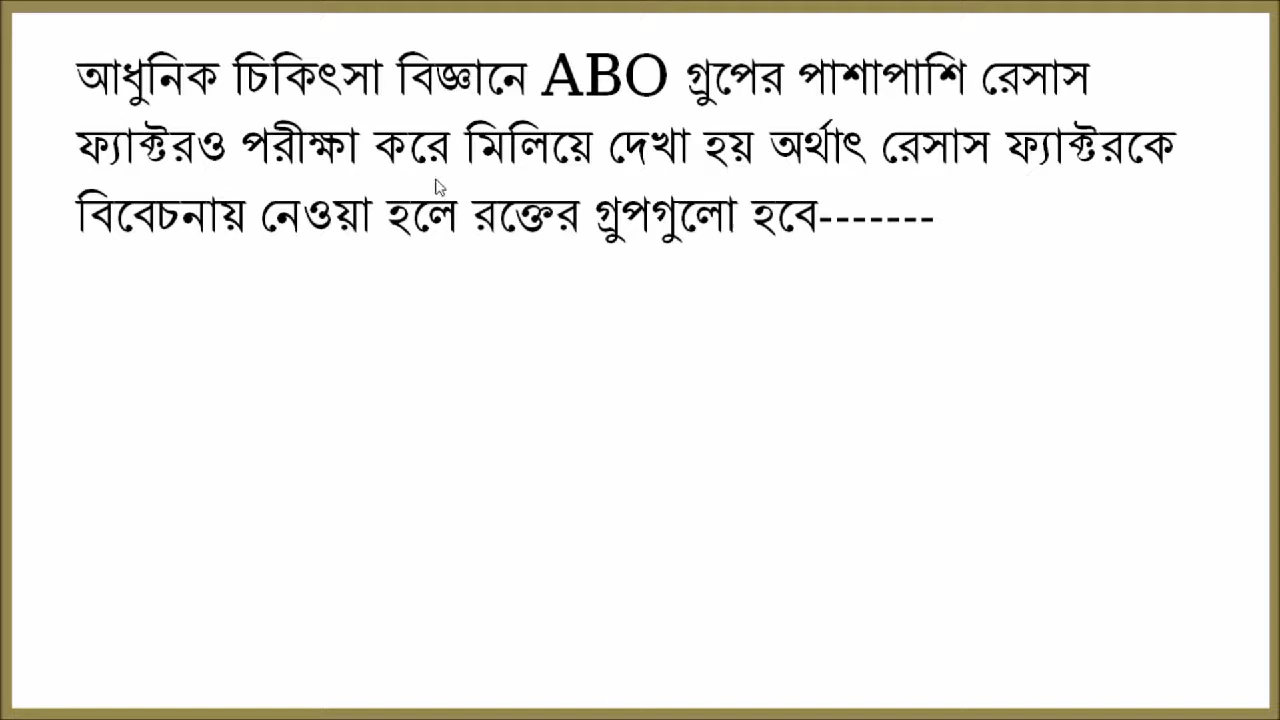 আধুনিক চিকিৎসা বিজ্ঞানে ABO গ্রুপের পাশাপাশি রেসাস
ফ্যাক্টরও পরীক্ষা করে মিলিয়ে দেখা হয় অর্থাৎ রেসাস ফ্যাক্টরকে
বিবেচনায় নেওয়া হলে রক্তের গ্রুপগুলো হবে-------